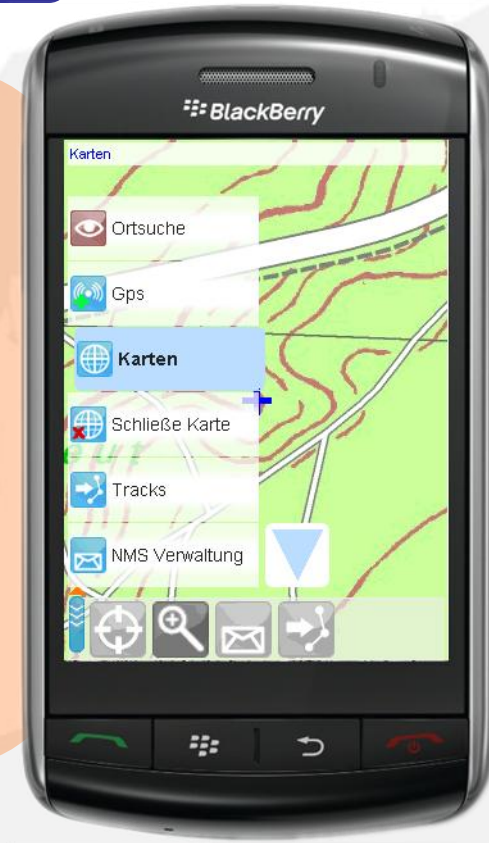 BlackBerry
Karten
Ortsuche
Gps
Karten
Schließe Karte
Tracks
NMS Verwaltung